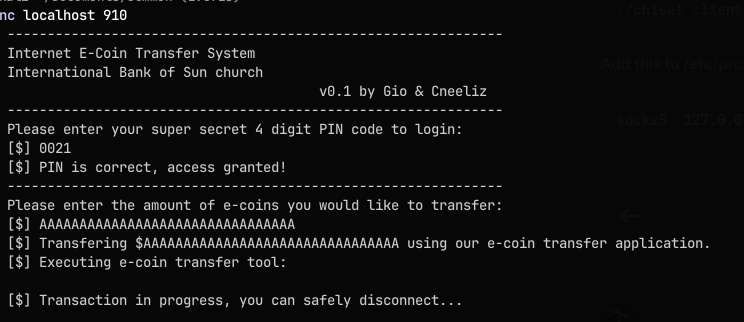 nc localhost 910
--------------------------------------------------------------
Internet E-Coin Transfer System
International Bank of Sun church
v0.1 by Gio & Cneeliz
--------------------------------------------------------------
Please enter your super secret 4 digit PIN code to login:
[$] 0021
[$] PIN is correct, access granted!
--------------------------------------------------------------
Please enter the amount of e-coins you would like to transfer:
[$] AAAAAAAAAAAAAAAAAAAAAAAAAAAAAAAA
[$] Transfering $AAAAAAAAAAAAAAAAAAAAAAAAAAAAAAAA using our e-coin transfer application.
[$] Executing e-coin transfer tool:
[$] Transaction in progress, you can safely disconnect...
./chisel client
Add this to /etc/pro
socks5 127.0.0